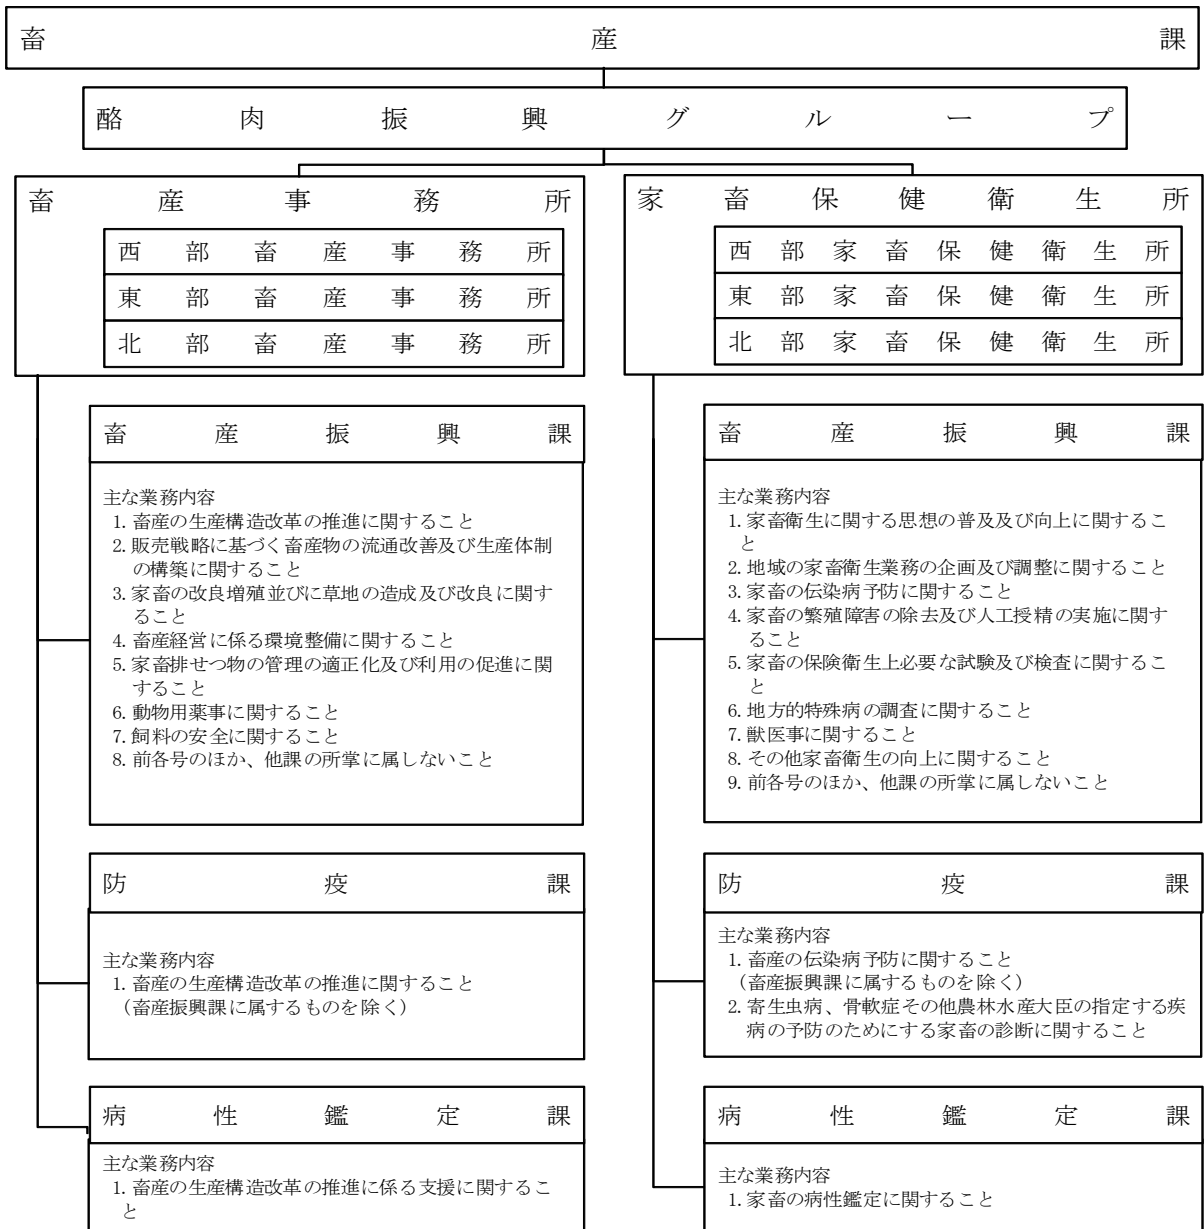 畜産課
酪肉振興グループ
畜産事務所
西部畜産事務所
東部畜産事務所
北部畜産事務所
畜産振興課
主な業務内容
1. 畜産の生産構造改革の推進に関すること
2. 販売戦略に基づく畜産物の流通改善及び生産体制
の構築に関すること
3. 家畜の改良増殖並びに草地の造成及び改良に関す
ること
4. 畜産経営に係る環境整備に関すること
5. 家畜排せつ物の管理の適正化及び利用の促進に関
すること
6. 動物用薬事に関すること
7. 飼料の安全に関すること
8. 前各号のほか、他課の所掌に属しないこと
防疫課
主な業務内容
1. 畜産の生産構造改革の推進に関すること
(畜産振興課に属するものを除く)
病性鑑定課
主な業務内容
1. 畜産の生産構造改革の推進に係る支援に関するこ
と
家畜保健衛生所
西部家畜保健衛生所
東部家畜保健衛生所
北部家畜保健衛生所
畜産振興課
主な業務内容
1. 家畜衛生に関する思想の普及及び向上に関するこ
と
2. 地域の家畜衛生業務の企画及び調整に関すること
3. 家畜の伝染病予防に関すること
4. 家畜の繁殖障害の除去及び人工授精の実施に関す
ること
5. 家畜の保険衛生上必要な試験及び検査に関するこ
と
6. 地方的特殊病の調査に関すること
7. 獣医事に関すること
8. その他家畜衛生の向上に関すること
9. 前各号のほか、他課の所掌に属しないこと
防疫課
主な業務内容
1. 畜産の伝染病予防に関すること
(畜産振興課に属するものを除く)
2. 寄生虫病、骨軟症その他農林水産大臣の指定する疾
病の予防のためにする家畜の診断に関すること
病性鑑定課
主な業務内容
1. 家畜の病性鑑定に関すること